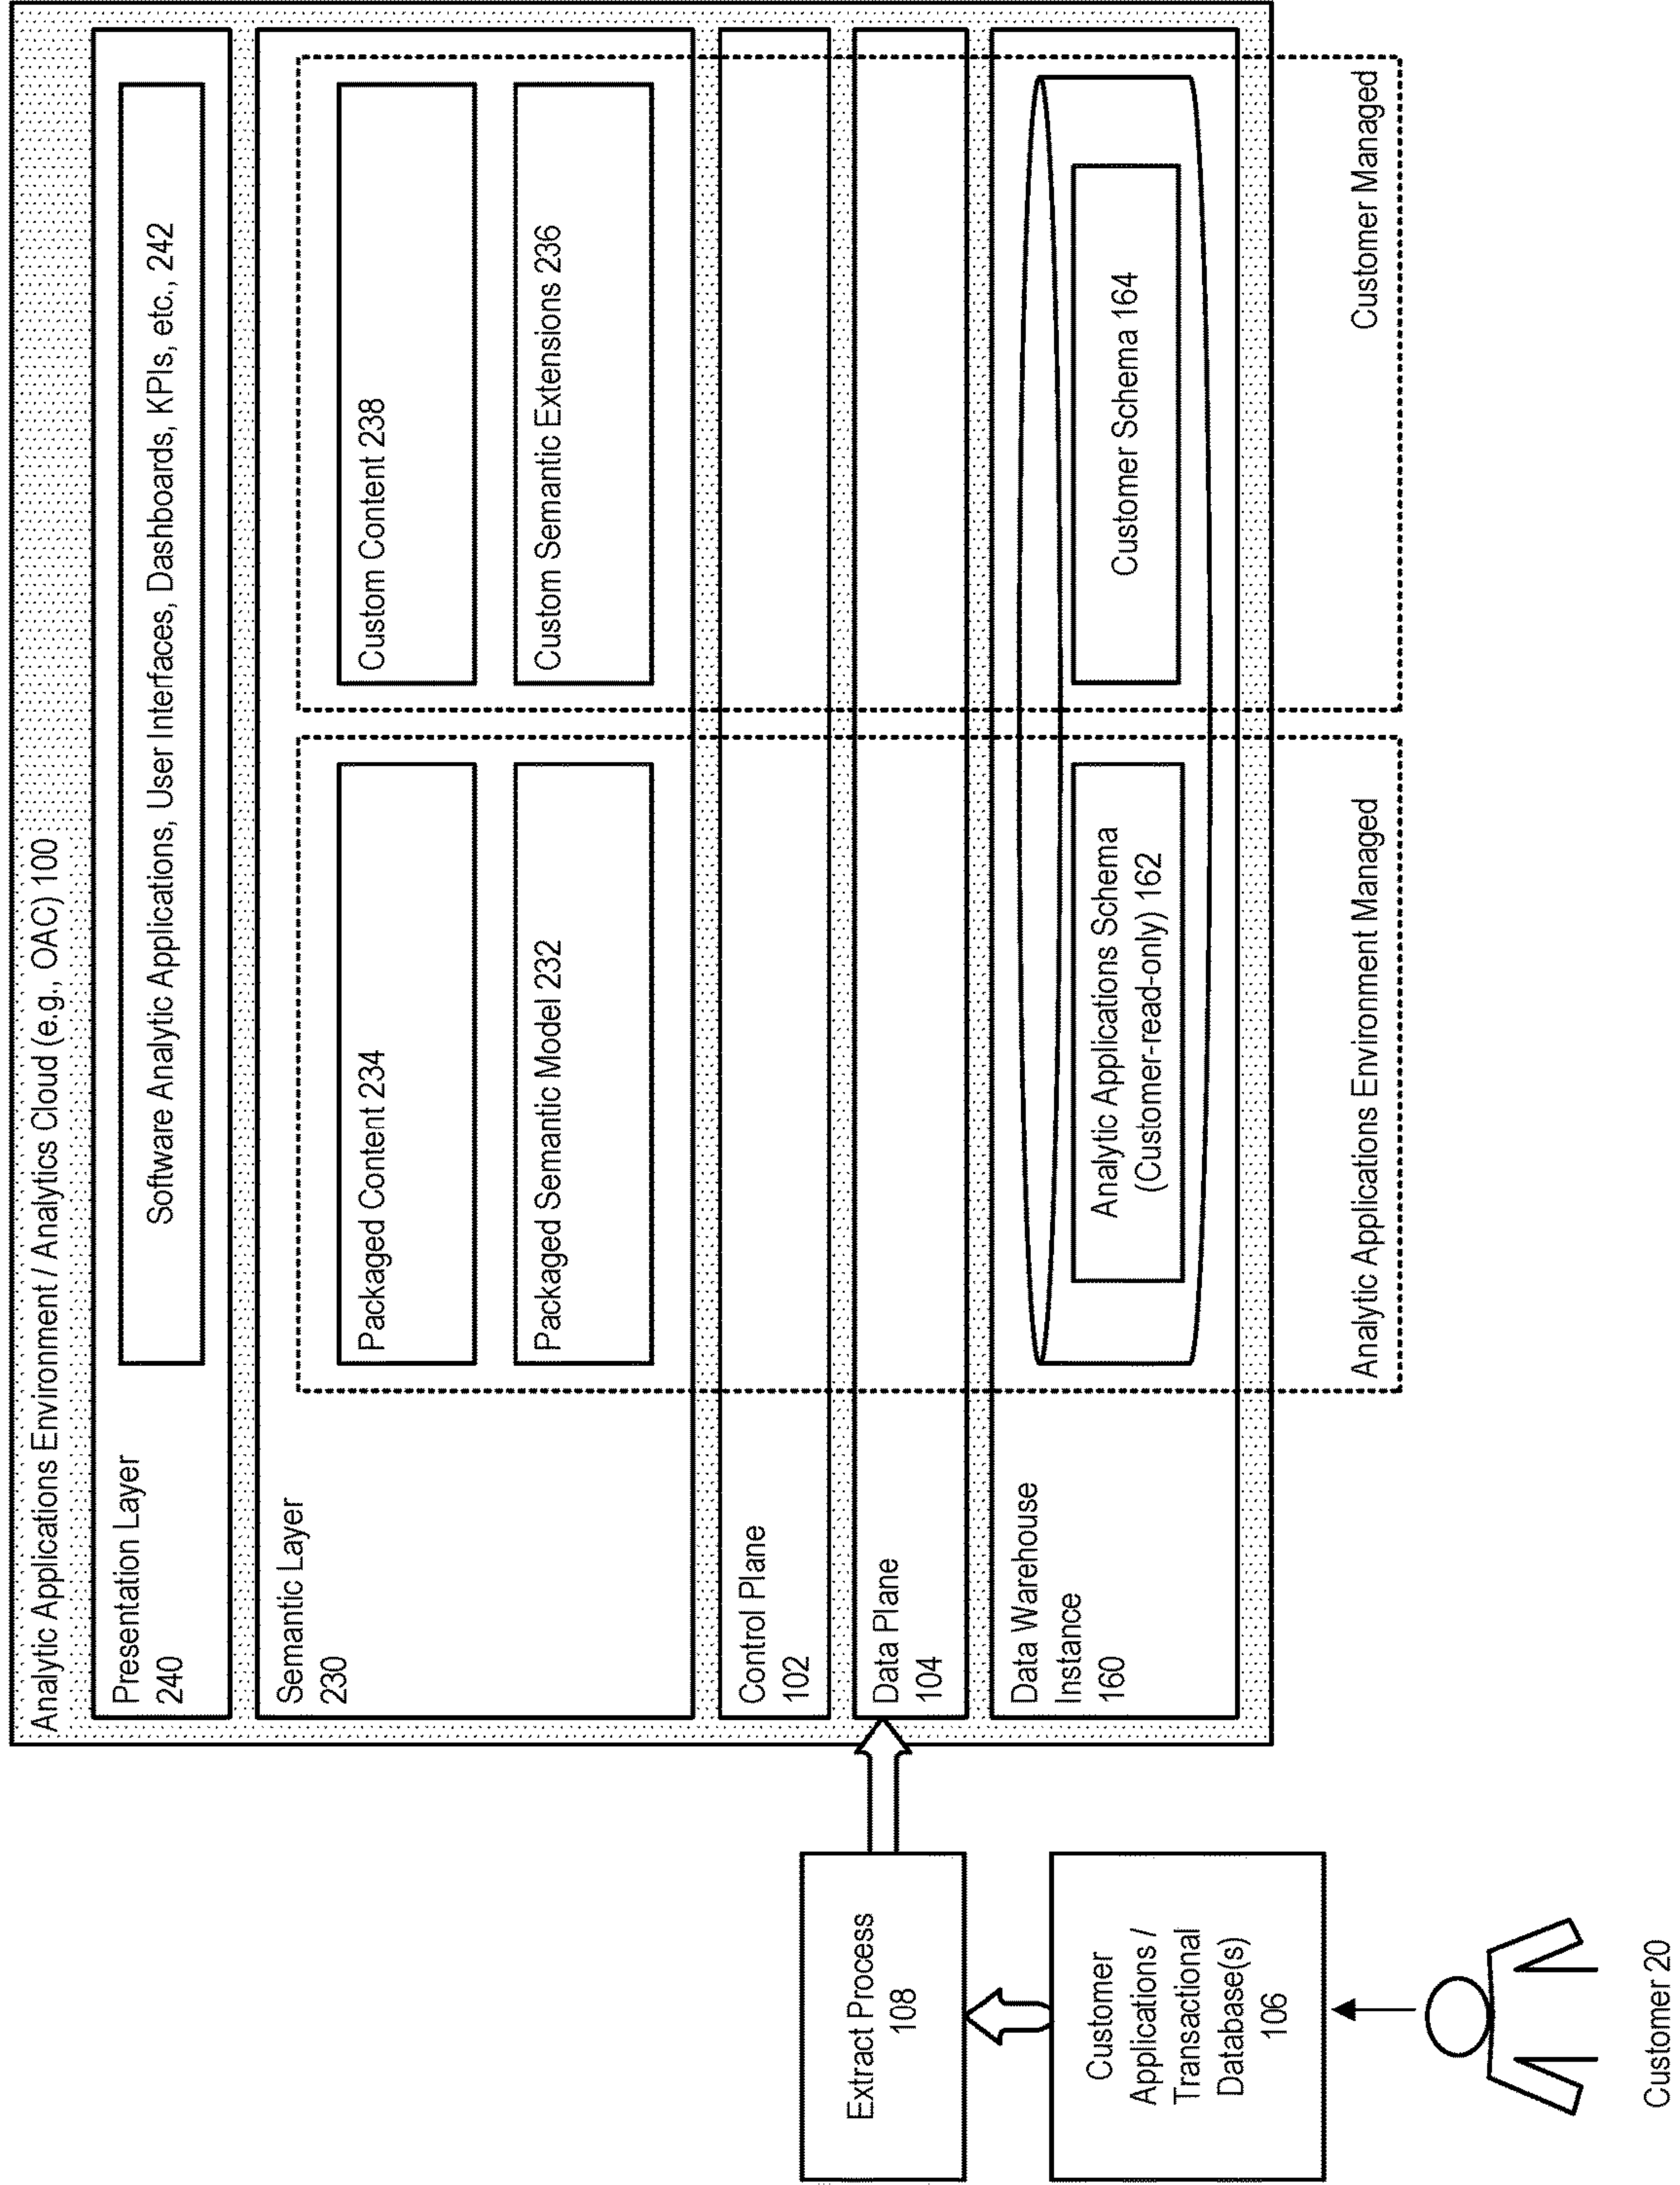 Analytic Applications Environment / Analytics Cloud (e.g., OAC) 100
Presentation Layer
240
Software Analytic Applications, User Interfaces, Dashboards, KPIs, etc., 242
Semantic Layer
230
Packaged Content 234
Custom Content 238
Packaged Semantic Model 232
Custom Semantic Extensions 236
Control Plane
102
Data Plane
104
Data Warehouse
Instance
160
Analytic Applications Schema
(Customer-read-only) 162
Customer Schema 164
Analytic Applications Environment Managed
Customer Managed
Extract Process
108
Customer
Applications /
Transactional
Database(s)
106
Customer 20